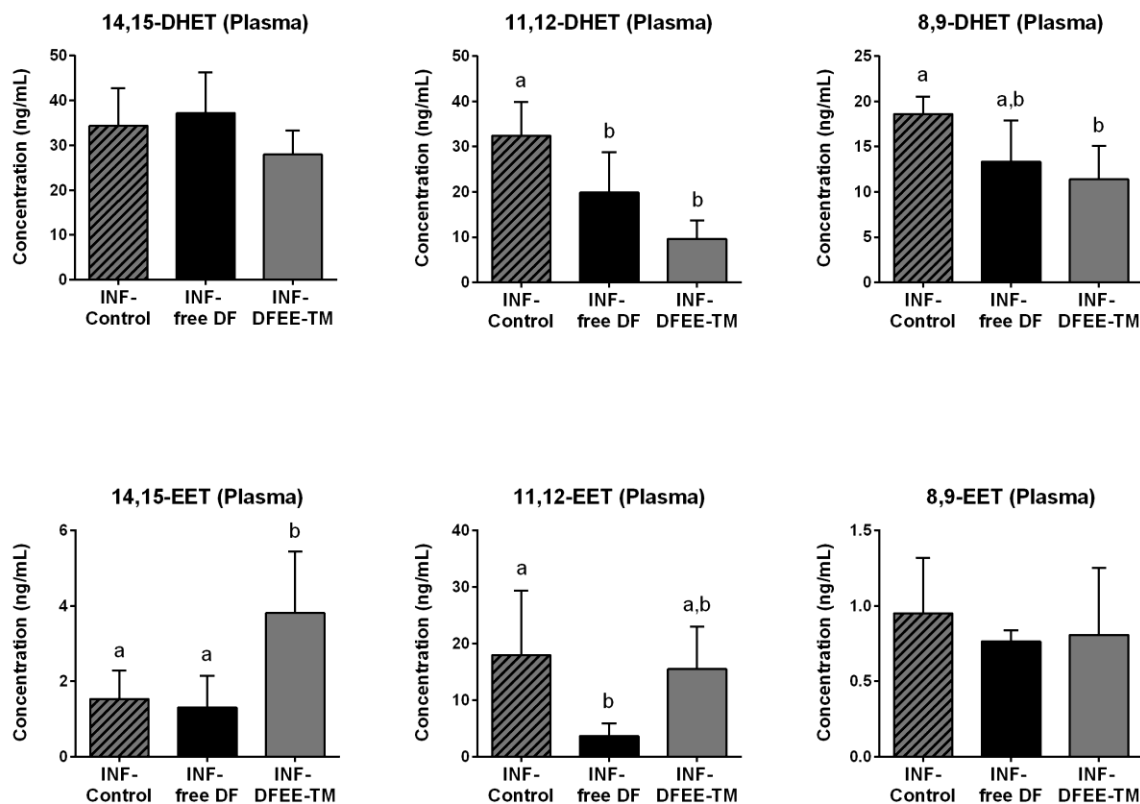 14,15-DHET (Plasma)
Concentration (ng/mL)
50
40
30
20
10
0
INF-
Control
INF-
free DF
INF-
DFEE-TM
11,12-DHET (Plasma)
Concentration (ng/mL)
50
40
30
20
10
0
a
b
b
INF-
Control
INF-
free DF
INF-
DFEE-TM
8,9-DHET (Plasma)
Concentration (ng/mL)
25
20
15
10
5
0
a
a,b
b
INF-
Control
INF-
free DF
INF-
DFEE-TM
14,15-EET (Plasma)
Concentration (ng/mL)
6
4
2
0
a
a
b
INF-
Control
INF-
free DF
INF-
DFEE-TM
11,12-EET (Plasma)
Concentration (ng/mL)
40
30
20
10
0
a
b
a,b
INF-
Control
INF-
free DF
INF-
DFEE-TM
8,9-EET (Plasma)
Concentration (ng/mL)
1.5
1.0
0.5
0.0
INF-
Control
INF-
free DF
INF-
DFEE-TM